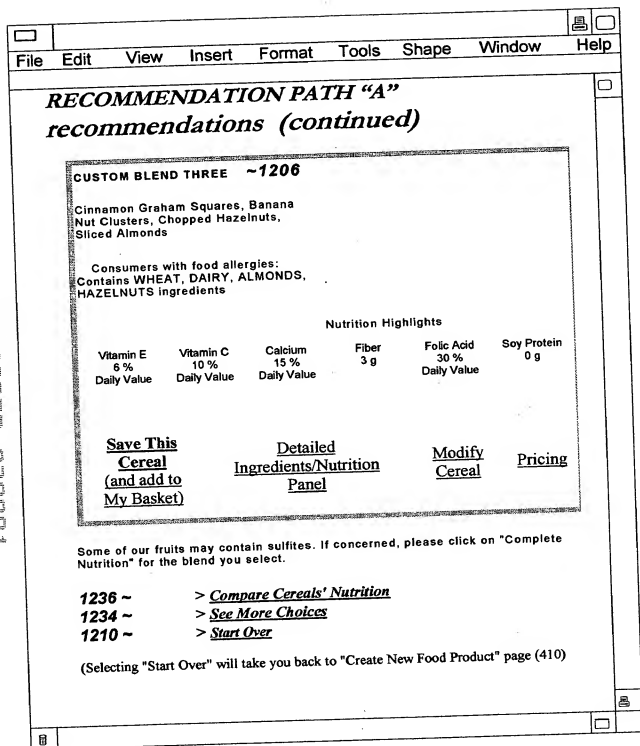 File Edit View Insert Format Tools Shape Window Help
RECOMMENDATION PATH "A"
recommendations (continued)
CUSTOM BLEND THREE ~1206
Cinnamon Graham Squares, Banana
Nut Clusters, Chopped Hazelnuts,
Sliced Almonds
Consumers with food allergies:
Contains WHEAT, DAIRY, ALMONDS,
HAZELNUTS ingredients
Nutrition Highlights
Vitamin E Vitamin C Calcium Fiber Folic Acid Soy Protein
6 % 10 % 15 % 3 g 30 % 0 g
Daily Value Daily Value Daily Value Daily Value
Save This
Cereal
(and add to
My Basket)
Detailed
Ingredients/Nutrition
Panel
Modify
Cereal
Pricing
Some of our fruits may contain sulfites. If concerned, please click on "Complete
Nutrition" for the blend you select.
1236 ~ > Compare Cereals' Nutrition
1234 ~ > See More Choices
1210 ~ > Start Over
(Selecting "Start Over" will take you back to "Create New Food Product" page (410)